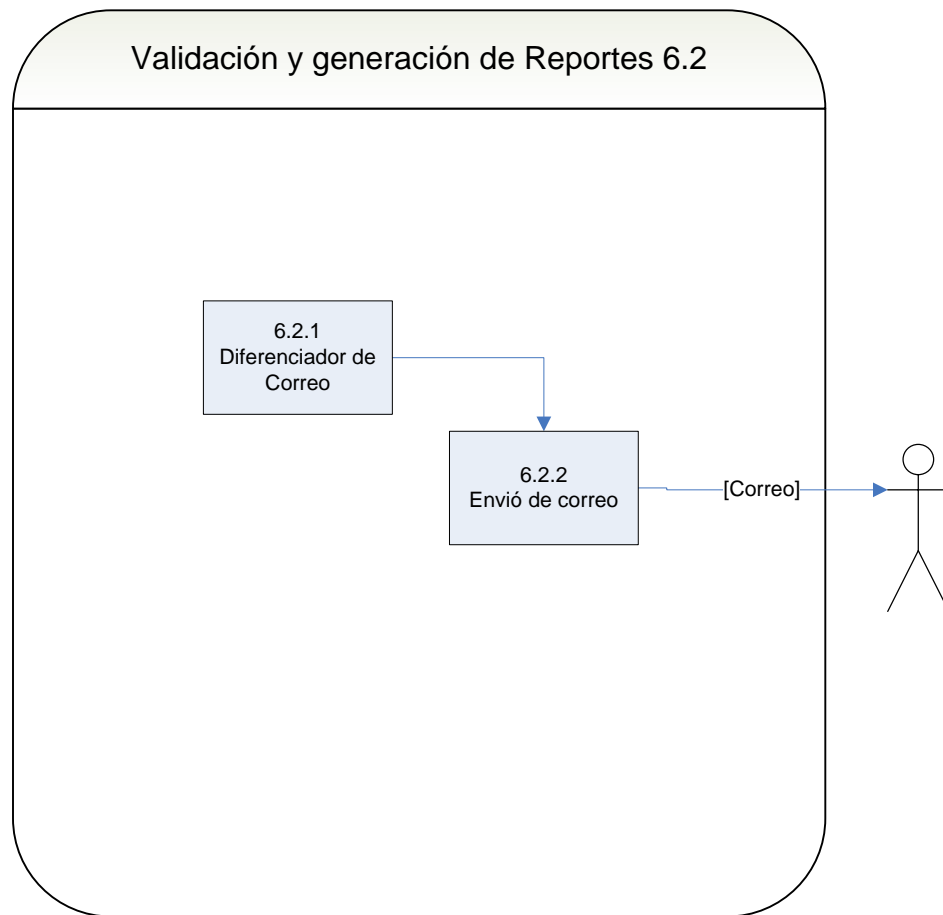 Validación y generación de Reportes 6.2
6.2.1
Diferenciador de
Correo
6.2.2
Envió de correo
[Correo]